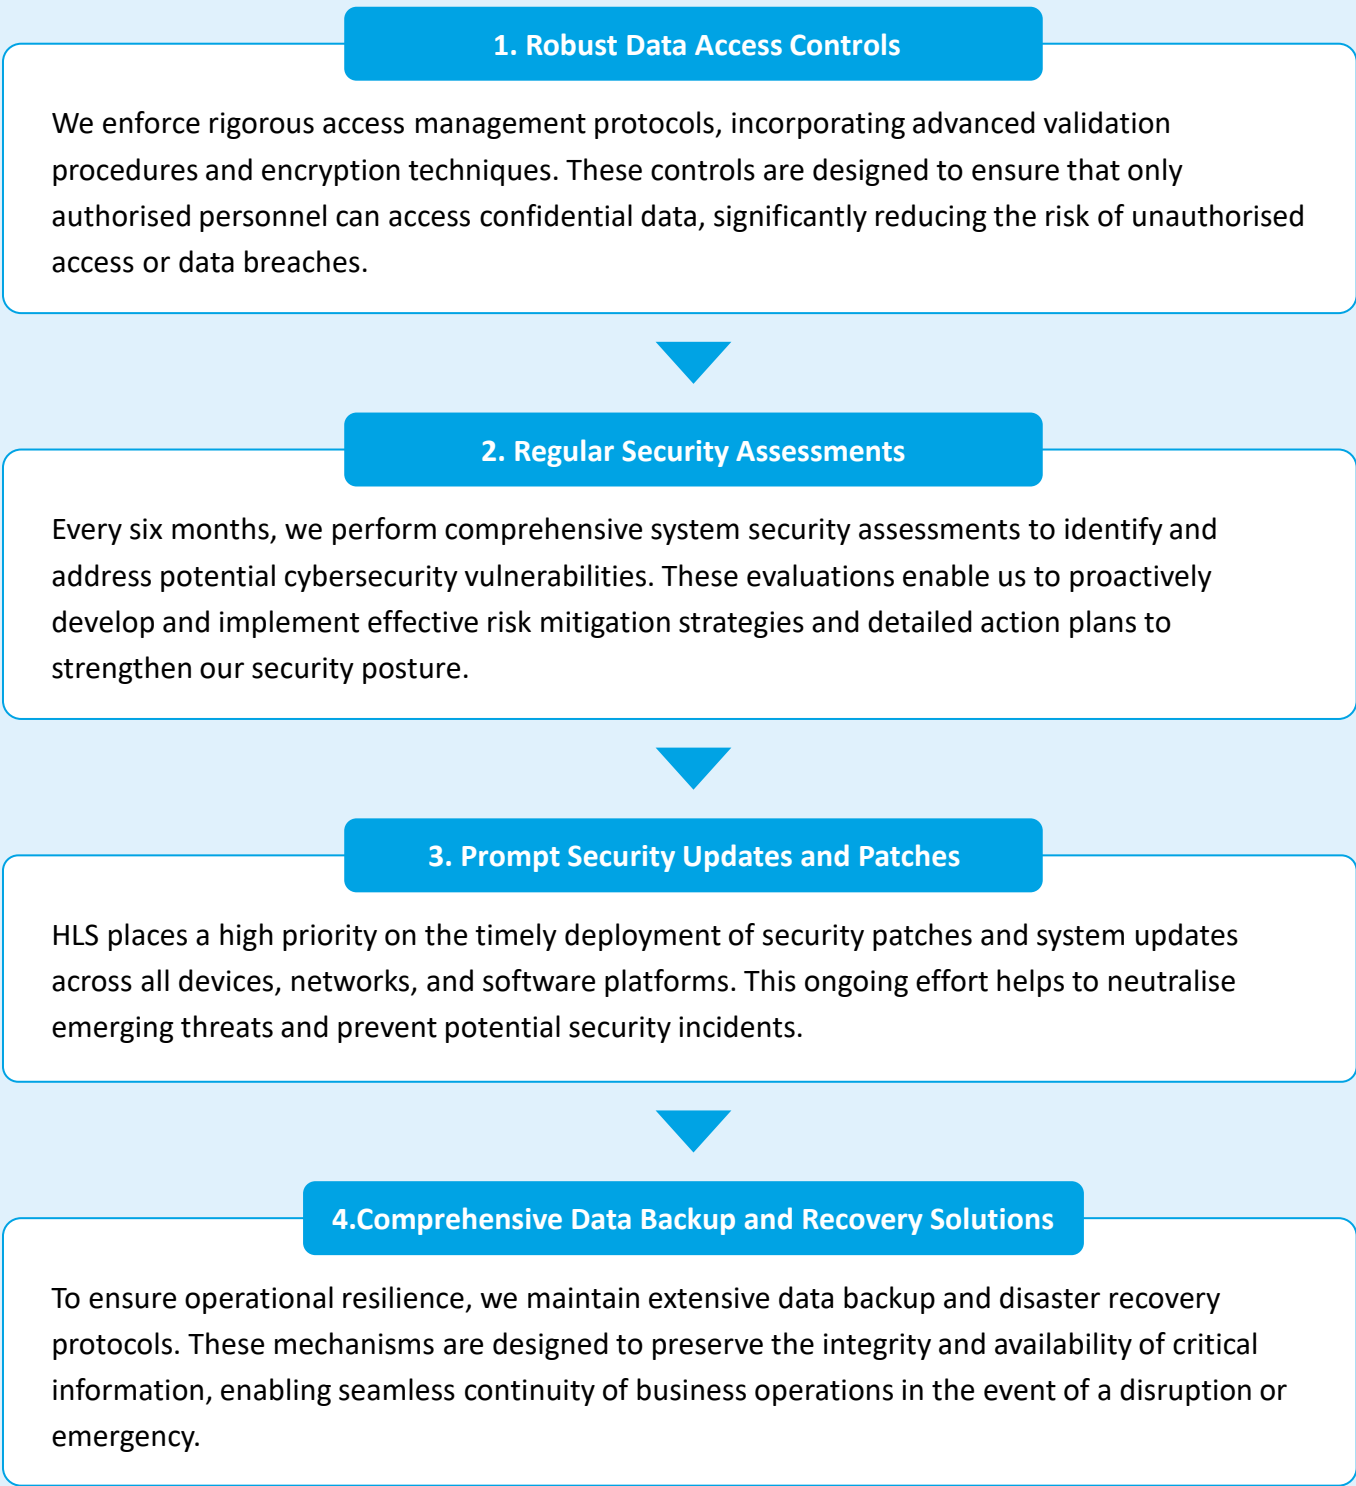 1. Robust Data Access Controls
We enforce rigorous access management protocols, incorporating advanced validation
procedures and encryption techniques. These controls are designed to ensure that only
authorised personnel can access confidential data, significantly reducing the risk of unauthorised
access or data breaches.
2. Regular Security Assessments
Every six months, we perform comprehensive system security assessments to identify and
address potential cybersecurity vulnerabilities. These evaluations enable us to proactively
develop and implement effective risk mitigation strategies and detailed action plans to
strengthen our security posture.
3. Prompt Security Updates and Patches
HLS places a high priority on the timely deployment of security patches and system updates
across all devices, networks, and software platforms. This ongoing effort helps to neutralise
emerging threats and prevent potential security incidents.
4.Comprehensive Data Backup and Recovery Solutions
To ensure operational resilience, we maintain extensive data backup and disaster recovery
protocols. These mechanisms are designed to preserve the integrity and availability of critical
information, enabling seamless continuity of business operations in the event of a disruption or
emergency.